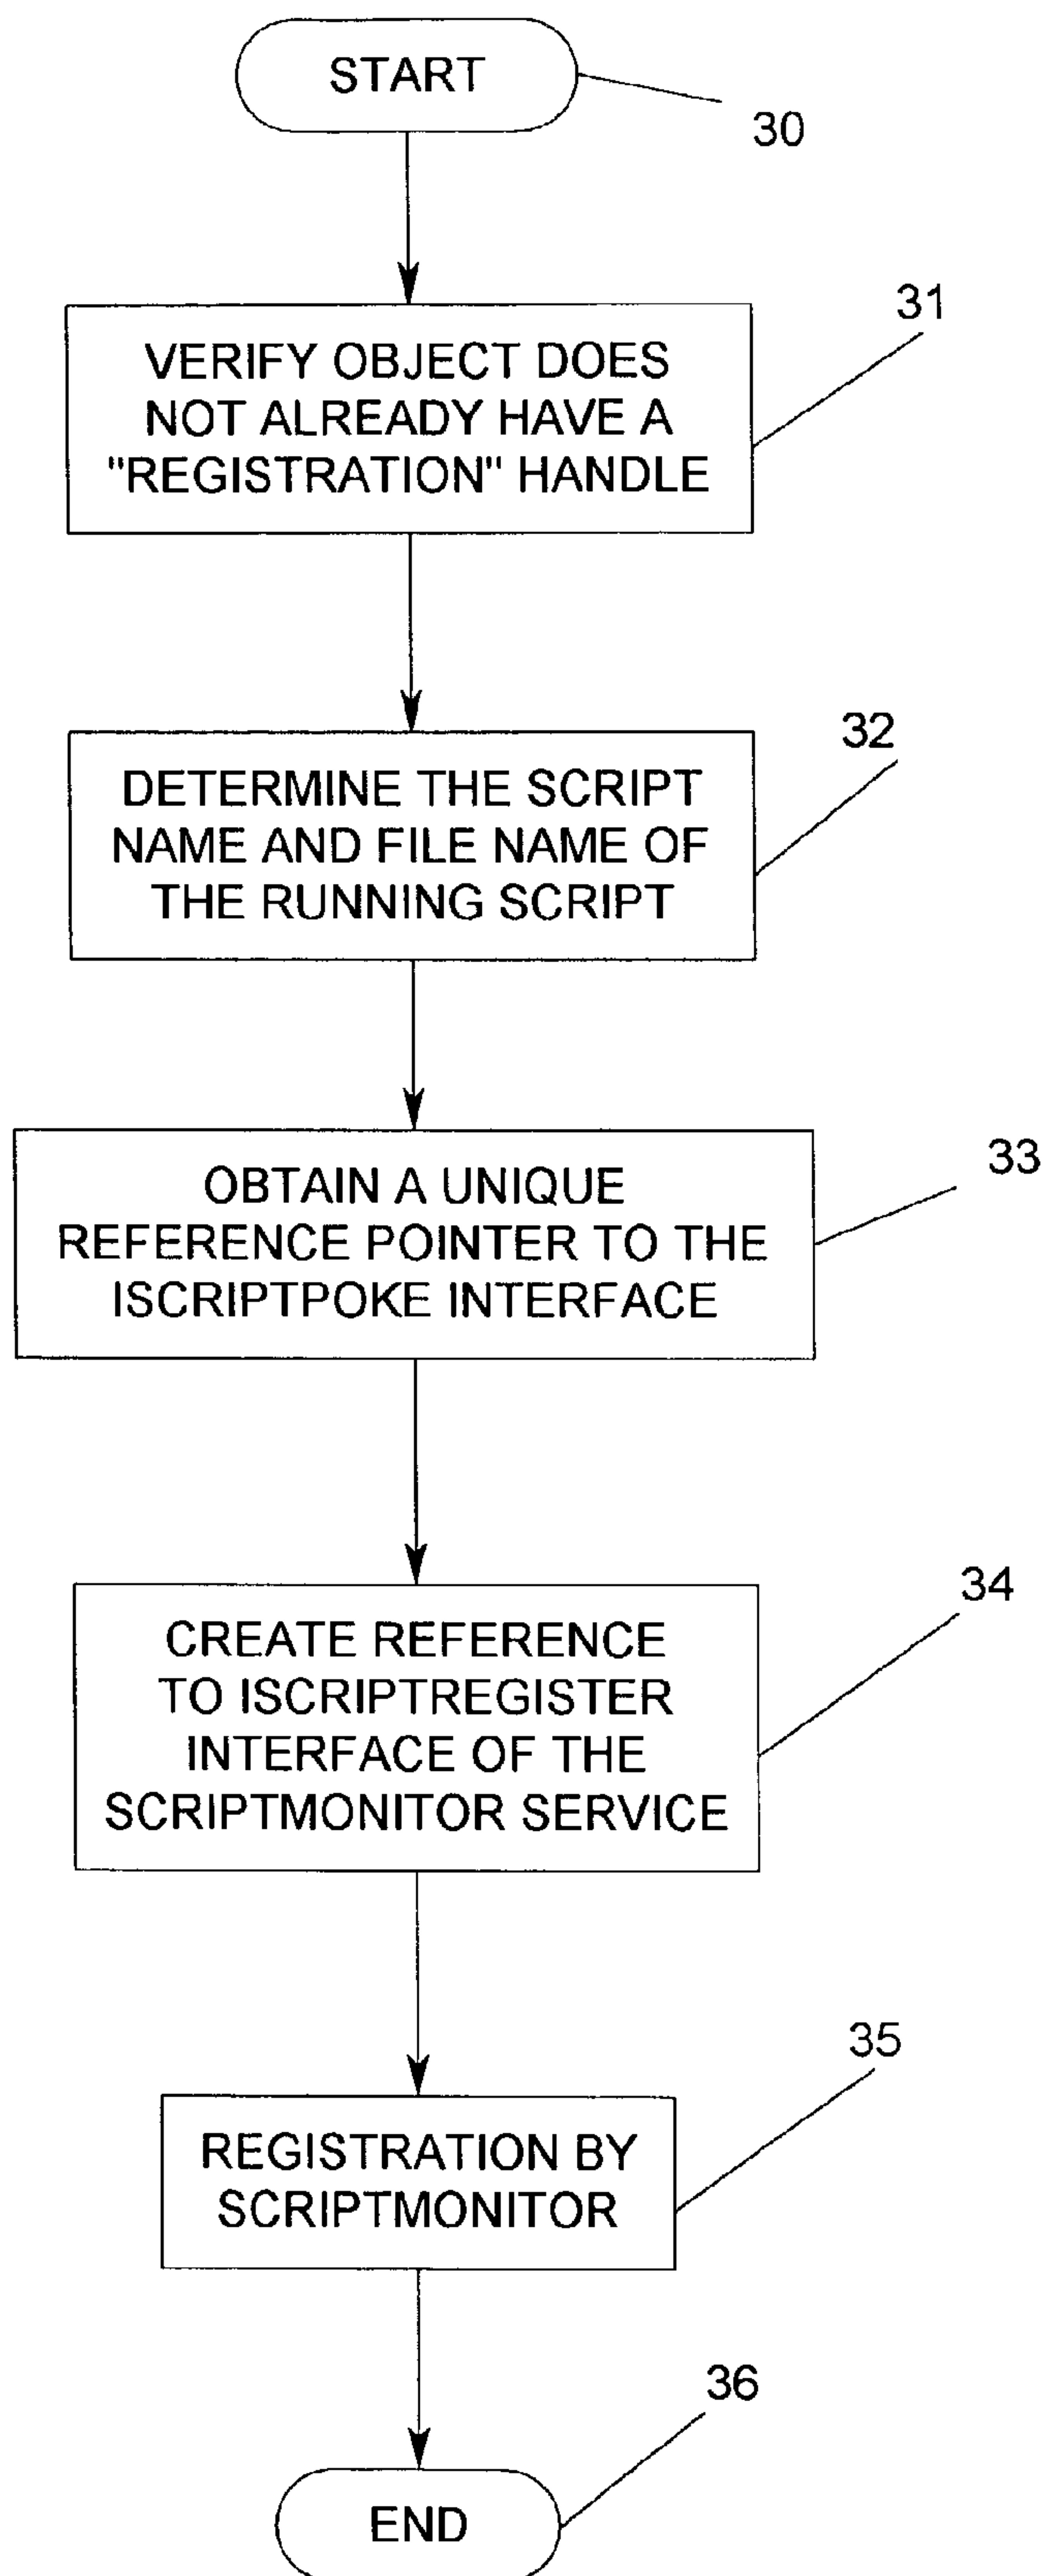 START
30
31
VERIFY OBJECT DOES
NOT ALREADY HAVE A
"REGISTRATION" HANDLE
32
DETERMINE THE SCRIPT
NAME AND FILE NAME OF
THE RUNNING SCRIPT
33
OBTAIN A UNIQUE
REFERENCE POINTER TO THE
ISCRIPTPOKE INTERFACE
34
CREATE REFERENCE
TO ISCRIPTREGISTER
INTERFACE OF THE
SCRIPTMONITOR SERVICE
35
REGISTRATION BY
SCRIPTMONITOR
36
END